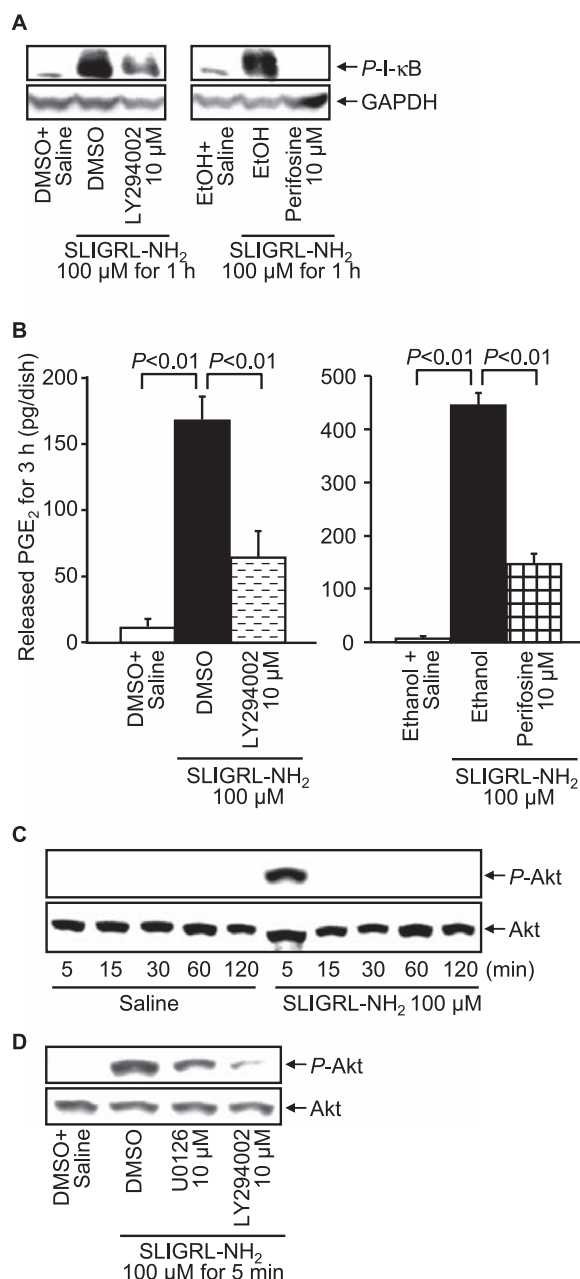 A
P-I-κB
GAPDH
DMSO+ Saline
DMSO
LY294002 10 µM
SLIGRL-NH₂
100 µM for 1 h
EtOH+ Saline
EtOH
Perifosine 10 µM
SLIGRL-NH₂
100 µM for 1 h
B
Released PGE₂ for 3 h (pg/dish)
P<0.01
P<0.01
200
150
100
50
0
DMSO+ Saline
DMSO
LY294002 10 µM
SLIGRL-NH₂
100 µM
P<0.01
P<0.01
500
400
300
200
100
0
Ethanol + Saline
Ethanol
Perifosine 10 µM
SLIGRL-NH₂
100 µM
C
P-Akt
Akt
5 15 30 60 120 5 15 30 60 120 (min)
Saline SLIGRL-NH₂ 100 µM
D
P-Akt
Akt
DMSO+ Saline
DMSO
U0126 10 µM
LY294002 10 µM
SLIGRL-NH₂
100 µM for 5 min